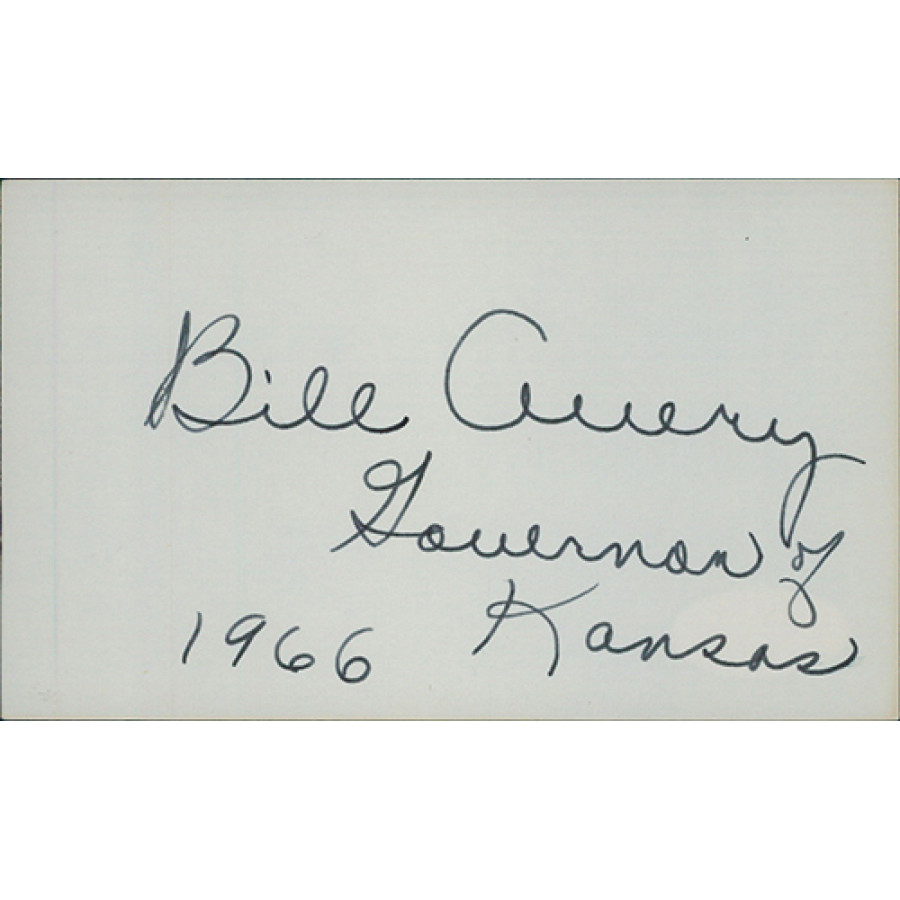 Bill Avery
Governor of
1966 Kansas